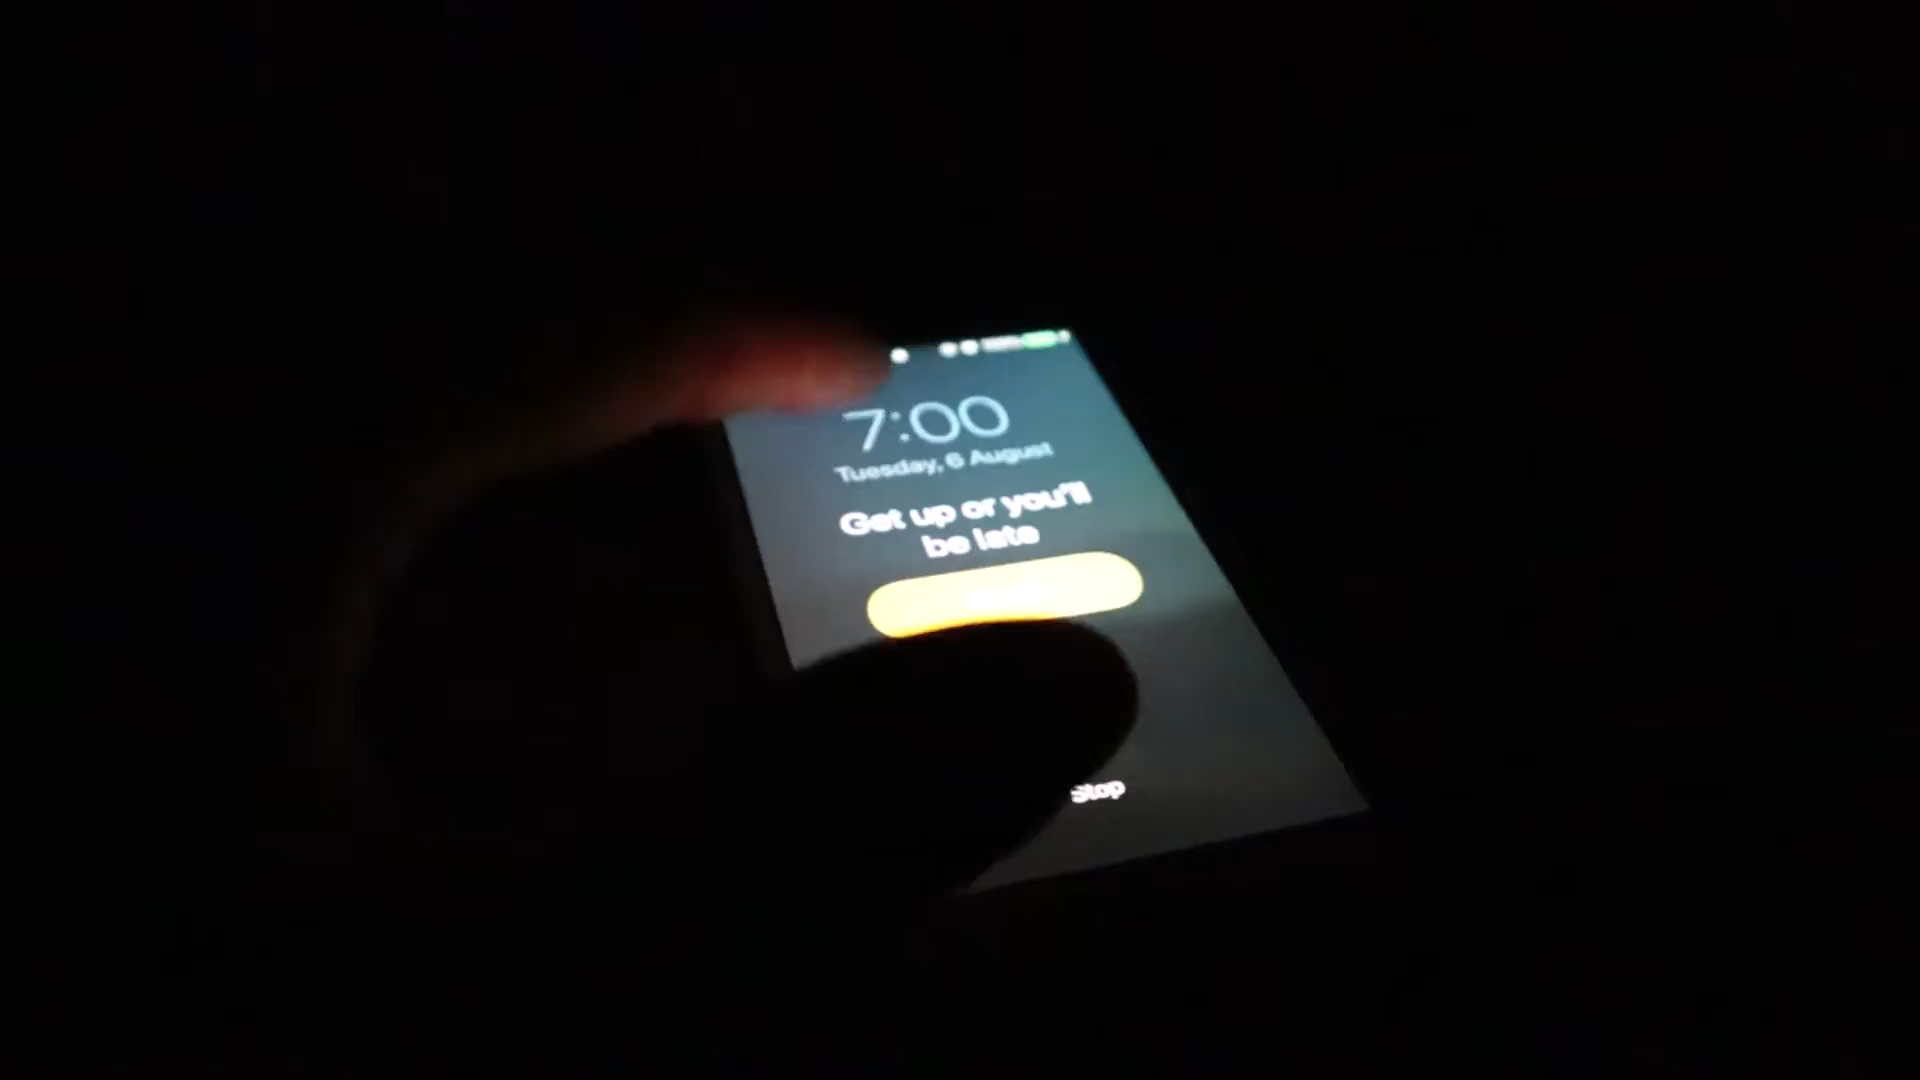 7:00
Tuesday, 6 August
Get up or you'll
be late
Stop